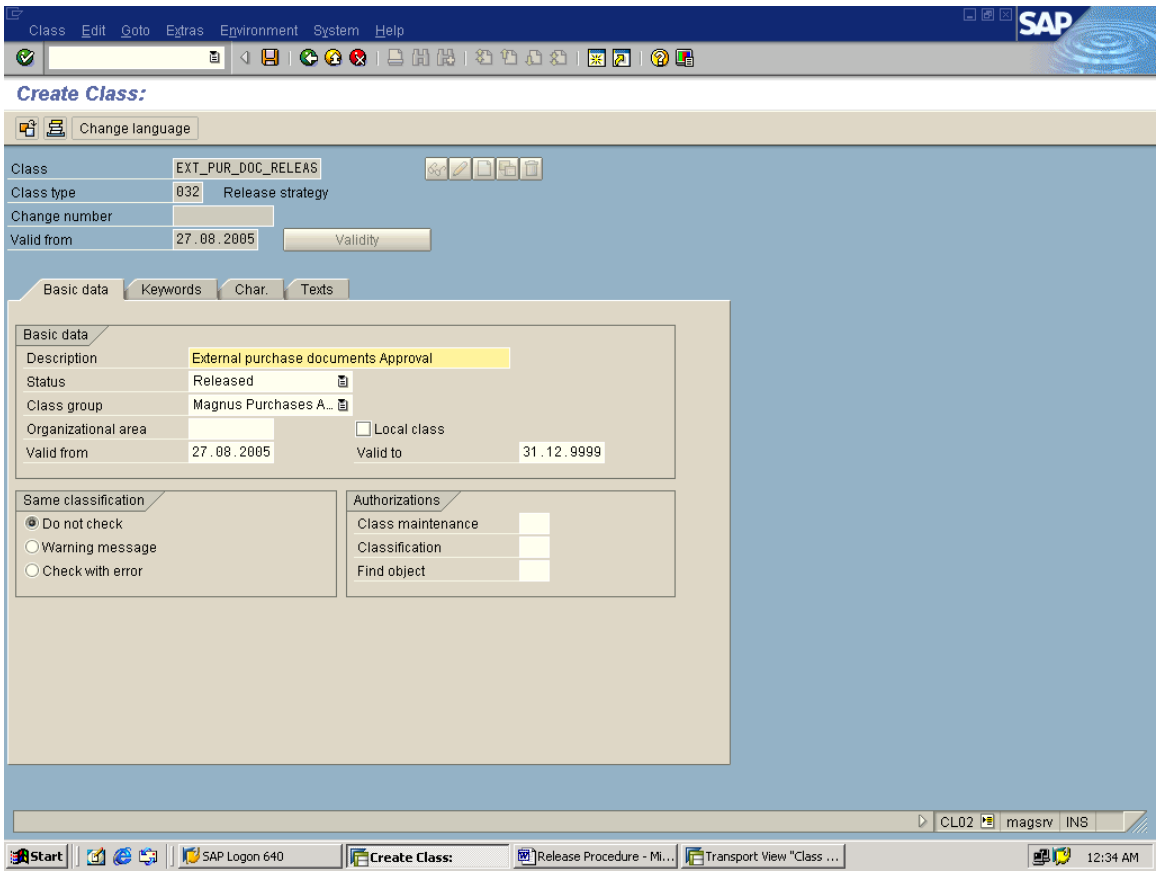 Class Edit Goto Extras Environment System Help
SAP
Create Class:
Change language
Class EXT_PUR_DOC_RELEAS
Class type 032 Release strategy
Change number
Valid from 27.08.2005 Validity
Basic data Keywords Char. Texts
Basic data
Description External purchase documents Approval
Status Released
Class group Magnus Purchases A...
Organizational area Local class
Valid from 27.08.2005 Valid to 31.12.9999
Same classification Authorizations
Do not check Class maintenance
Warning message Classification
Check with error Find object
CL02 magsrv INS
Start SAP Logon 640 Create Class: Release Procedure - Mi... Transport View "Class ... 12:34 AM